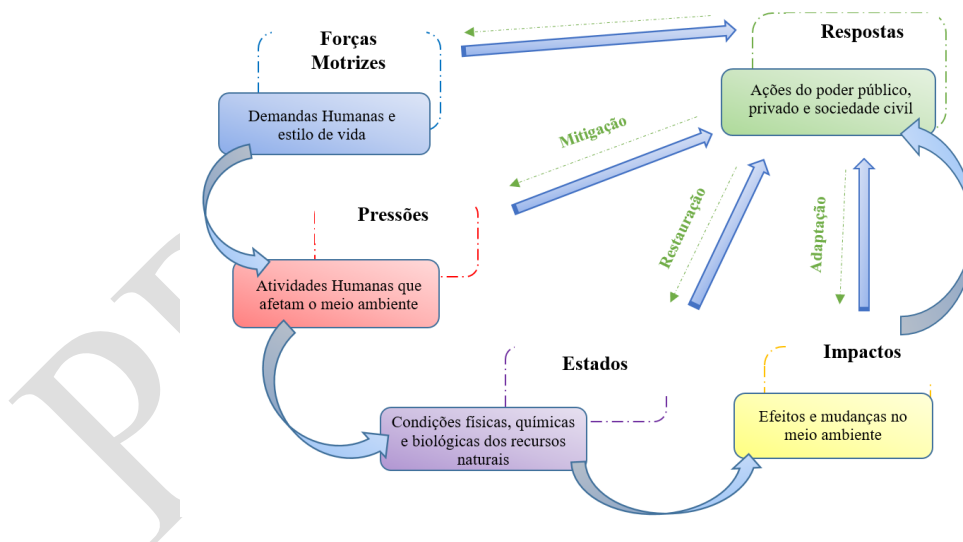 Forças
Motrizes
Demandas Humanas e
estilo de vida
Respostas
Ações do poder público,
privado e sociedade civil
Mitigação
Restauração
Adaptação
Pressões
Atividades Humanas que
afetam o meio ambiente
Estados
Condições físicas, químicas
e biológicas dos recursos
naturais
Impactos
Efeitos e mudanças no
meio ambiente